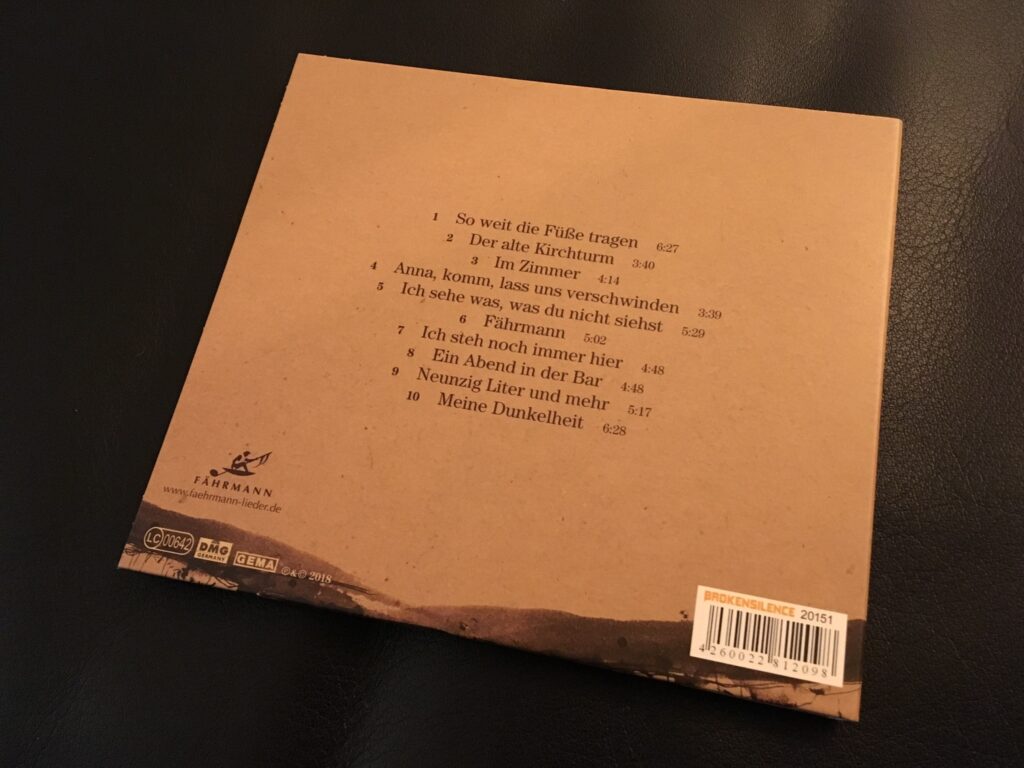 1 So weit die Füße tragen 6:27
2 Der alte Kirchturm 3:40
3 Im Zimmer 4:14
4 Anna, komm, lass uns verschwinden 3:39
5 Ich sehe was, was du nicht siehst 5:29
6 Fährmann 5:02
7 Ich steh noch immer hier 4:48
8 Ein Abend in der Bar 4:48
9 Neunzig Liter und mehr 5:17
10 Meine Dunkelheit 6:28
FÄHRMANN
www.faehrmann-lieder.de
LC 00642 DMG GERMANY GEMA ©&℗ 2018
BROKENSILENCE 20151
4 260022 812098